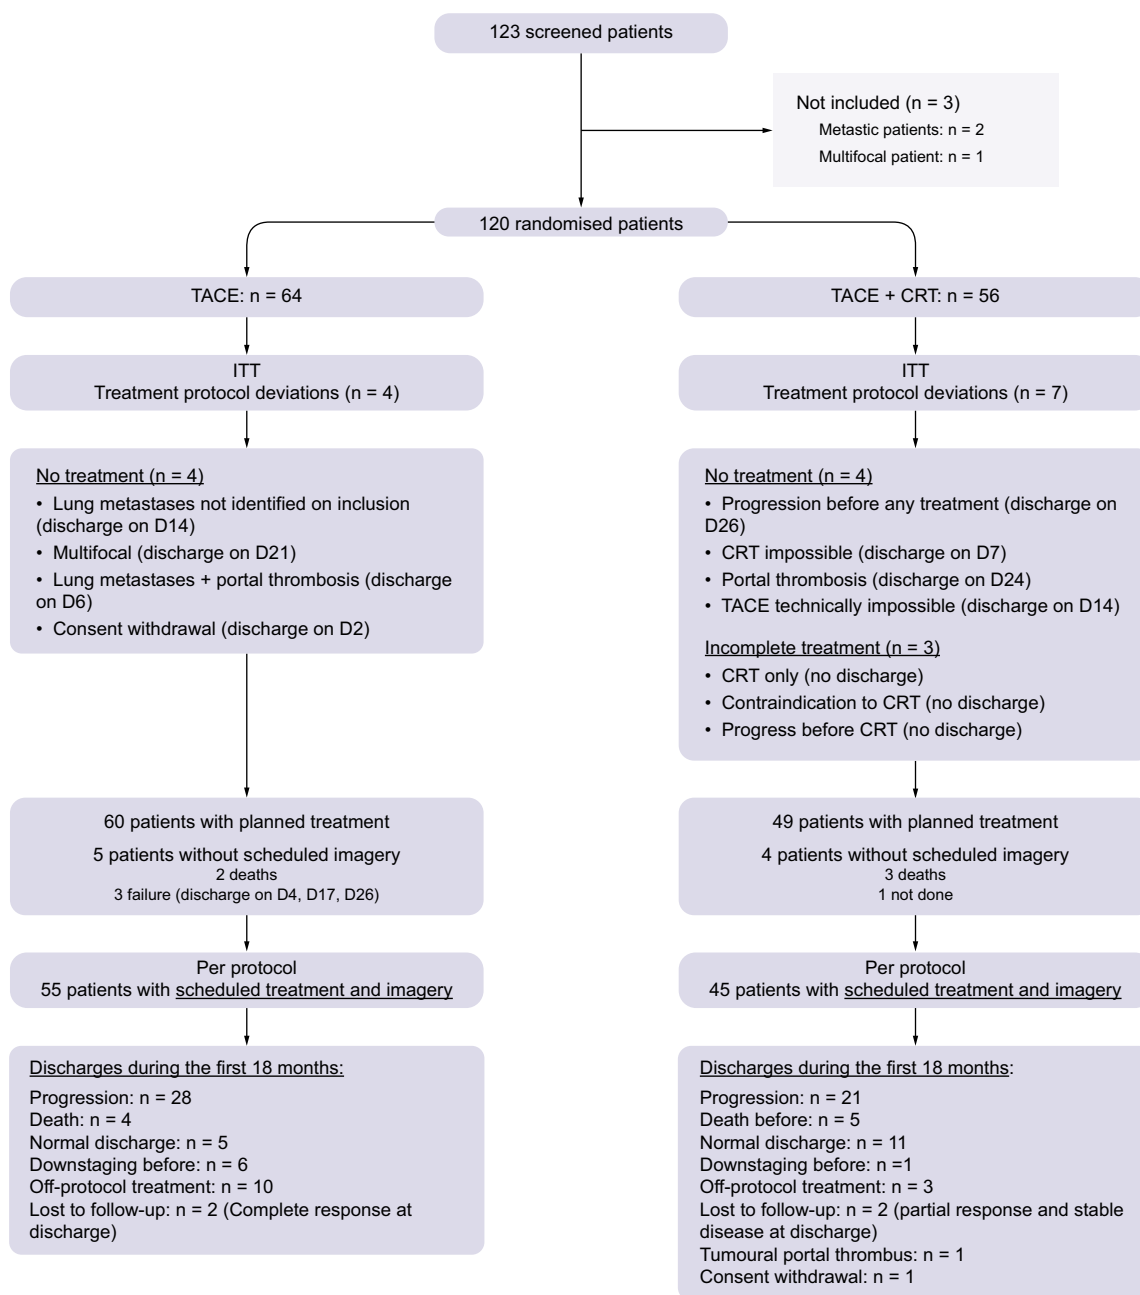 123 screened patients
Not included (n = 3)
Metastic patients: n = 2
Multifocal patient: n = 1
120 randomised patients
TACE: n = 64
ITT
Treatment protocol deviations (n = 4)
No treatment (n = 4)
• Lung metastases not identified on inclusion
(discharge on D14)
• Multifocal (discharge on D21)
• Lung metastases + portal thrombosis (discharge
on D6)
• Consent withdrawal (discharge on D2)
60 patients with planned treatment
5 patients without scheduled imagery
2 deaths
3 failure (discharge on D4, D17, D26)
Per protocol
55 patients with scheduled treatment and imagery
Discharges during the first 18 months:
Progression: n = 28
Death: n = 4
Normal discharge: n = 5
Downstaging before: n = 6
Off-protocol treatment: n = 10
Lost to follow-up: n = 2 (Complete response at
discharge)
TACE + CRT: n = 56
ITT
Treatment protocol deviations (n = 7)
No treatment (n = 4)
• Progression before any treatment (discharge on
D26)
• CRT impossible (discharge on D7)
• Portal thrombosis (discharge on D24)
• TACE technically impossible (discharge on D14)
Incomplete treatment (n = 3)
• CRT only (no discharge)
• Contraindication to CRT (no discharge)
• Progress before CRT (no discharge)
49 patients with planned treatment
4 patients without scheduled imagery
3 deaths
1 not done
Per protocol
45 patients with scheduled treatment and imagery
Discharges during the first 18 months:
Progression: n = 21
Death before: n = 5
Normal discharge: n = 11
Downstaging before: n =1
Off-protocol treatment: n = 3
Lost to follow-up: n = 2 (partial response and stable
disease at discharge)
Tumoural portal thrombus: n = 1
Consent withdrawal: n = 1